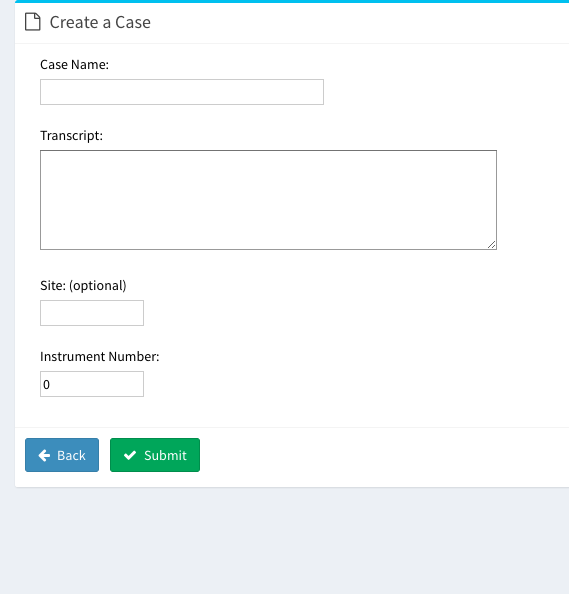 Create a Case
Case Name:
Transcript:
Site: (optional)
Instrument Number:
0
Back Submit